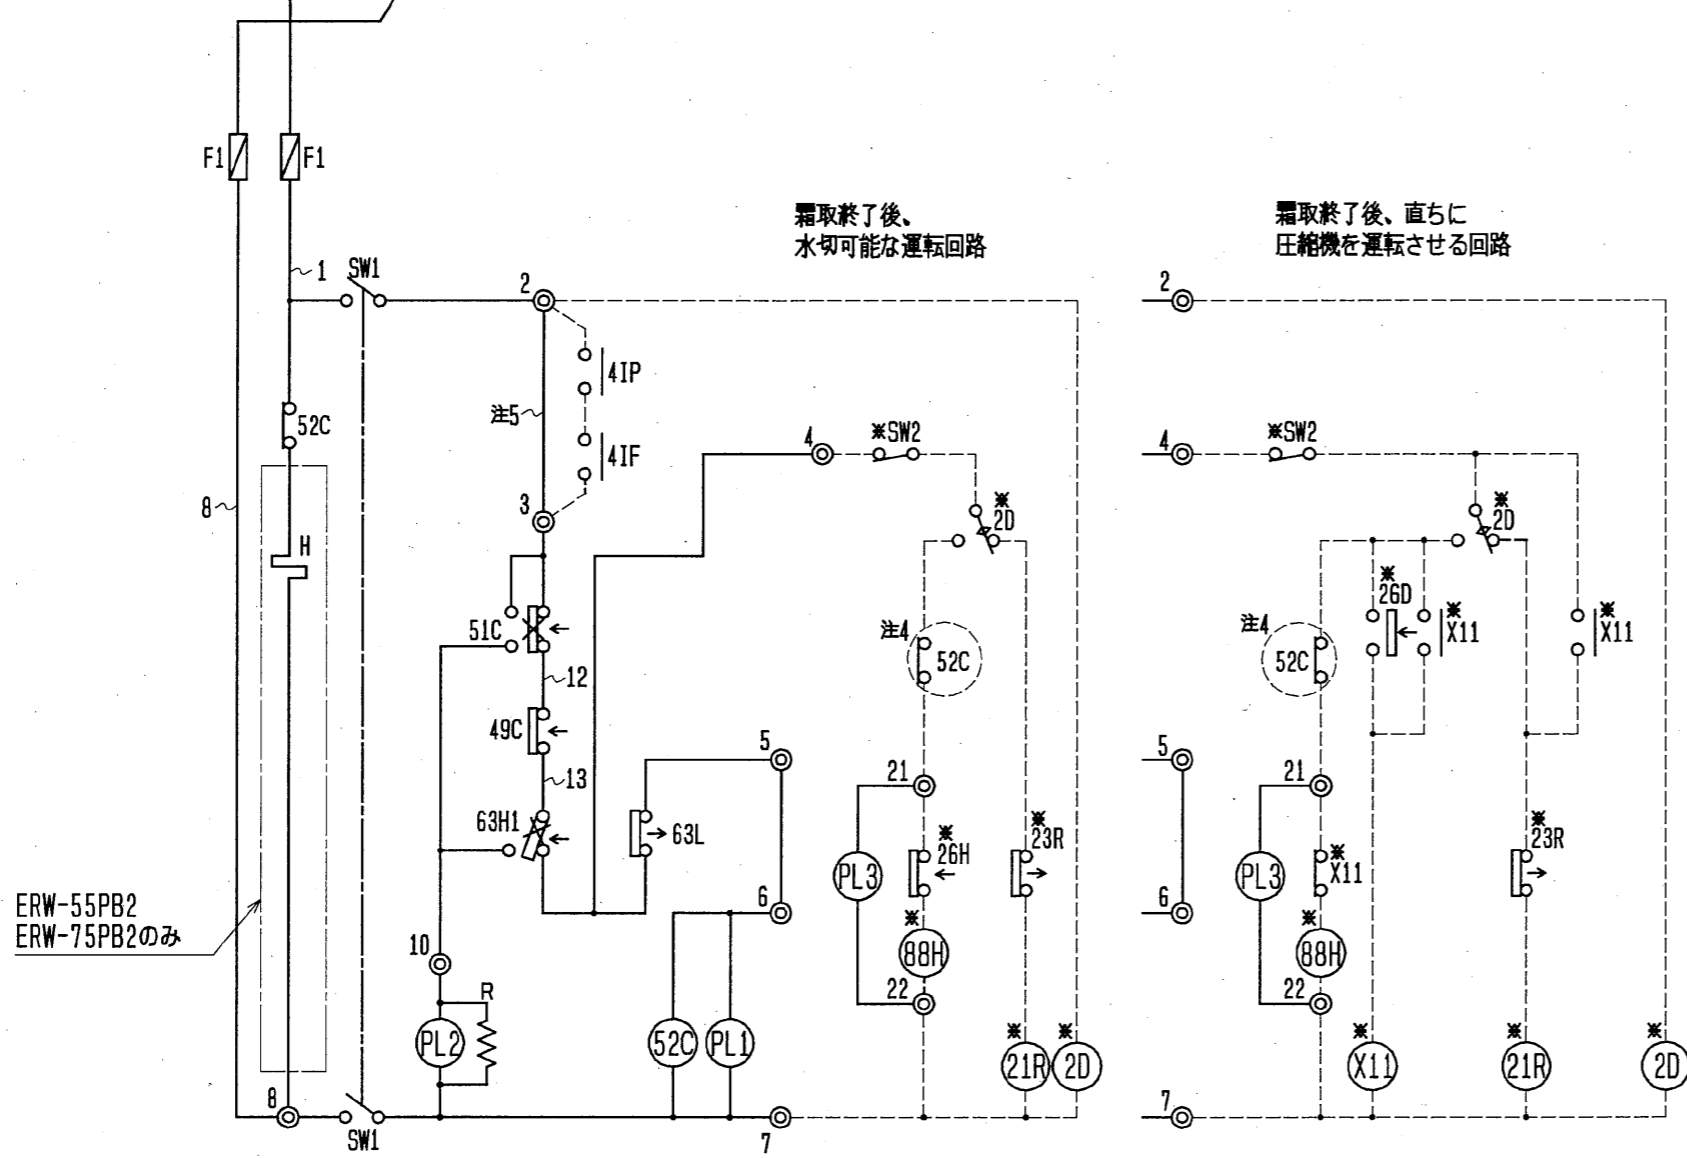 F1
F1
霜取終了後、
水切可能な運転回路
霜取終了後、直ちに
圧縮機を運転させる回路
1
SW1
2
2
41P
注5
52C
41F
4
※SW2
4
※SW2
8
3
※
2D
※
2D
H
※
26D
※
X11
※
X11
51C
注4
52C
注4
52C
12
49C
5
5
13
21
21
63H1
63L
※
26H
※
23R
※
X11
※
23R
PL3
PL3
ERW-55PB2
ERW-75PB2のみ
6
6
※
88H
※
88H
10
22
22
R
PL2
52C
PL1
※
21R
※
2D
※
X11
※
21R
※
2D
8
7
7
SW1